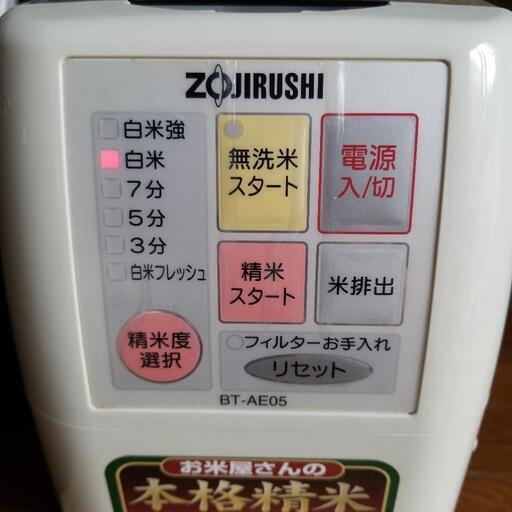 ZOJIRUSHI
白米強
白米
7分
5分
3分
白米フレッシュ
精米度
選択
無洗米
スタート
電源
入/切
精米
スタート
米排出
フィルターお手入れ
リセット
BT-AE05
お米屋さんの
本格精米